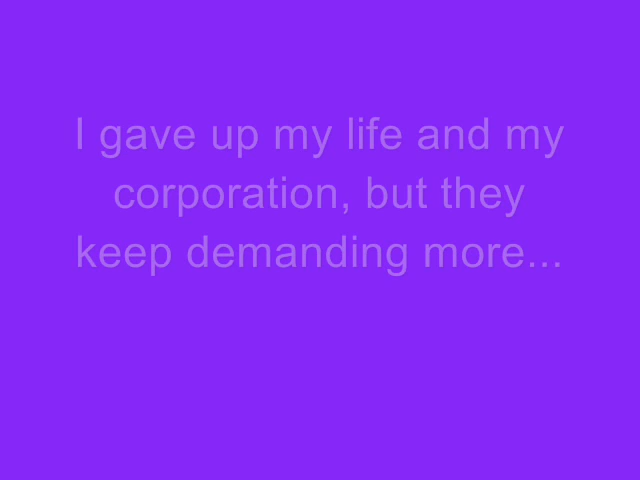 I gave up my life and my
corporation, but they
keep demanding more...